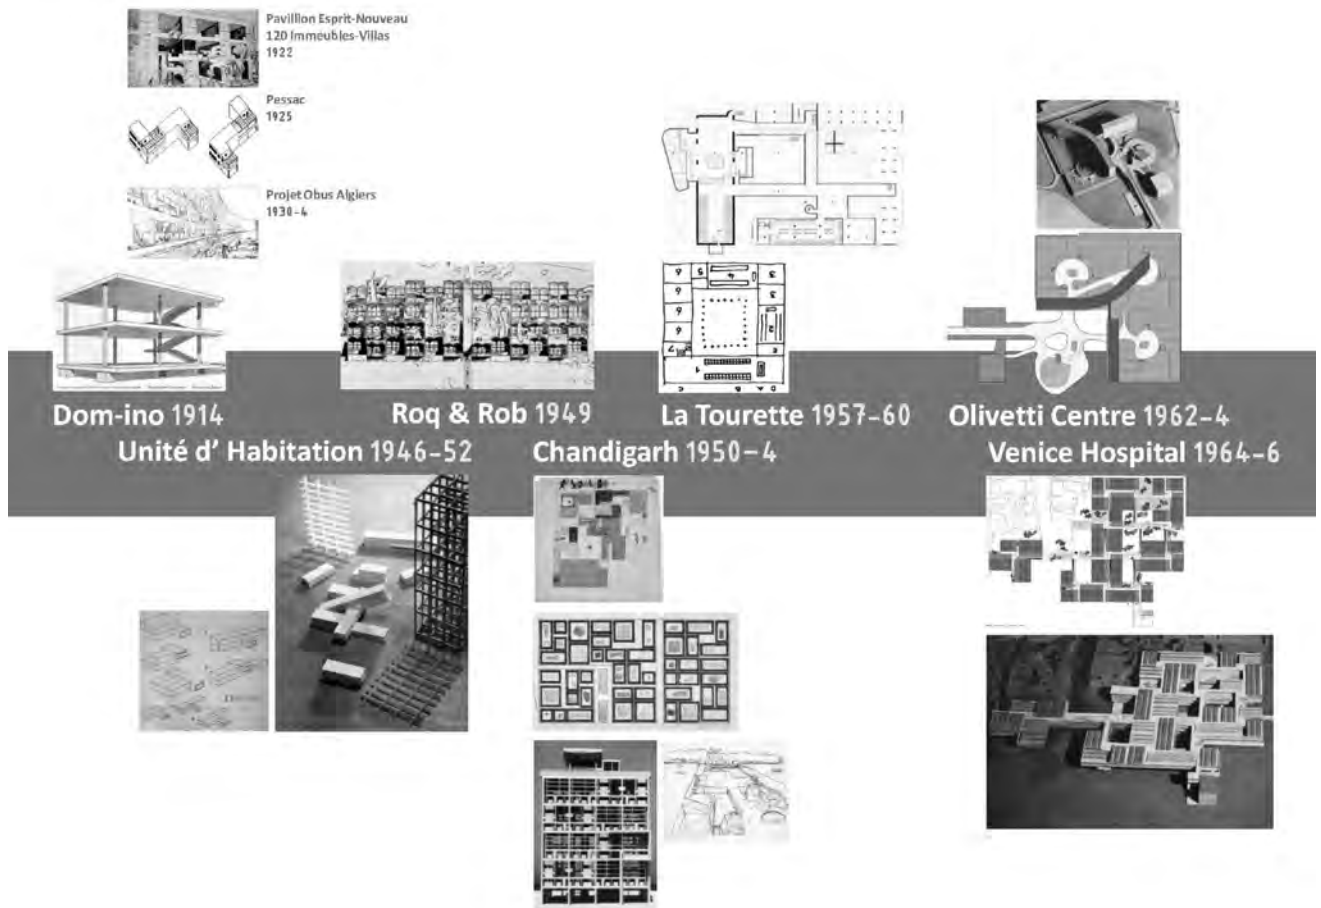 Pavillion Esprit-Nouveau
120 Immeubles-Villas
1922
Pessac
1925
Projet Obus Algiers
1930-4
Dom-ino 1914
Roq & Rob 1949
La Tourette 1957-60
Olivetti Centre 1962-4
Unité d' Habitation 1946-52
Chandigarh 1950-4
Venice Hospital 1964-6